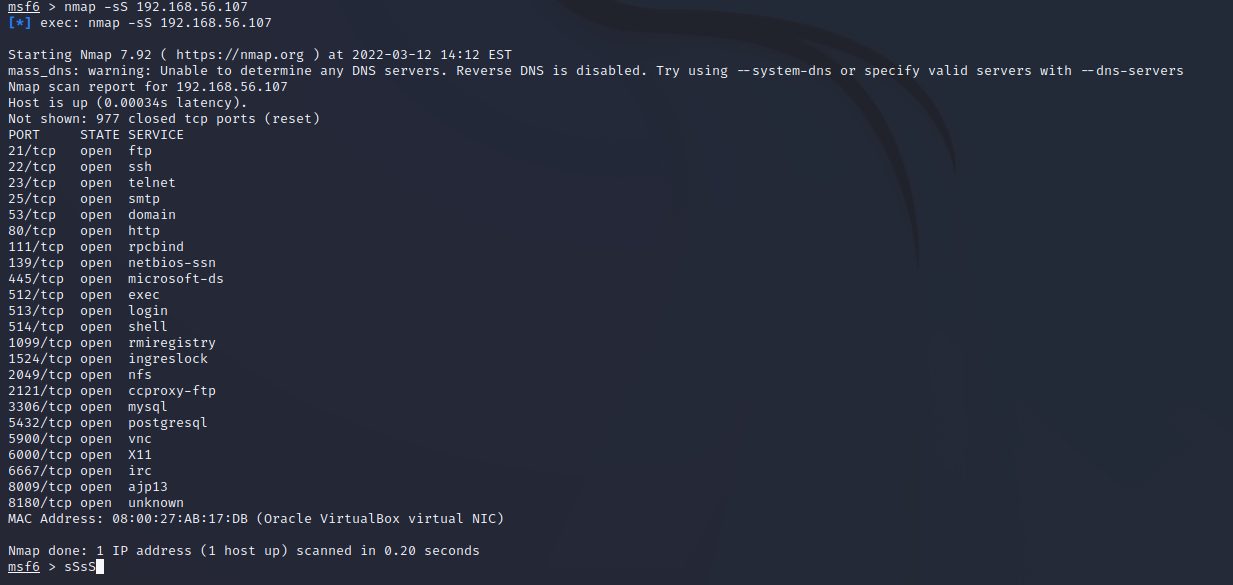 msf6 > nmap -sS 192.168.56.107
[*] exec: nmap -sS 192.168.56.107

Starting Nmap 7.92 ( https://nmap.org ) at 2022-03-12 14:12 EST
mass_dns: warning: Unable to determine any DNS servers. Reverse DNS is disabled. Try using --system-dns or specify valid servers with --dns-servers
Nmap scan report for 192.168.56.107
Host is up (0.00034s latency).
Not shown: 977 closed tcp ports (reset)
PORT     STATE SERVICE
21/tcp   open  ftp
22/tcp   open  ssh
23/tcp   open  telnet
25/tcp   open  smtp
53/tcp   open  domain
80/tcp   open  http
111/tcp  open  rpcbind
139/tcp  open  netbios-ssn
445/tcp  open  microsoft-ds
512/tcp  open  exec
513/tcp  open  login
514/tcp  open  shell
1099/tcp open  rmiregistry
1524/tcp open  ingreslock
2049/tcp open  nfs
2121/tcp open  ccproxy-ftp
3306/tcp open  mysql
5432/tcp open  postgresql
5900/tcp open  vnc
6000/tcp open  X11
6667/tcp open  irc
8009/tcp open  ajp13
8180/tcp open  unknown
MAC Address: 08:00:27:AB:17:DB (Oracle VirtualBox virtual NIC)

Nmap done: 1 IP address (1 host up) scanned in 0.20 seconds
msf6 > sSsS